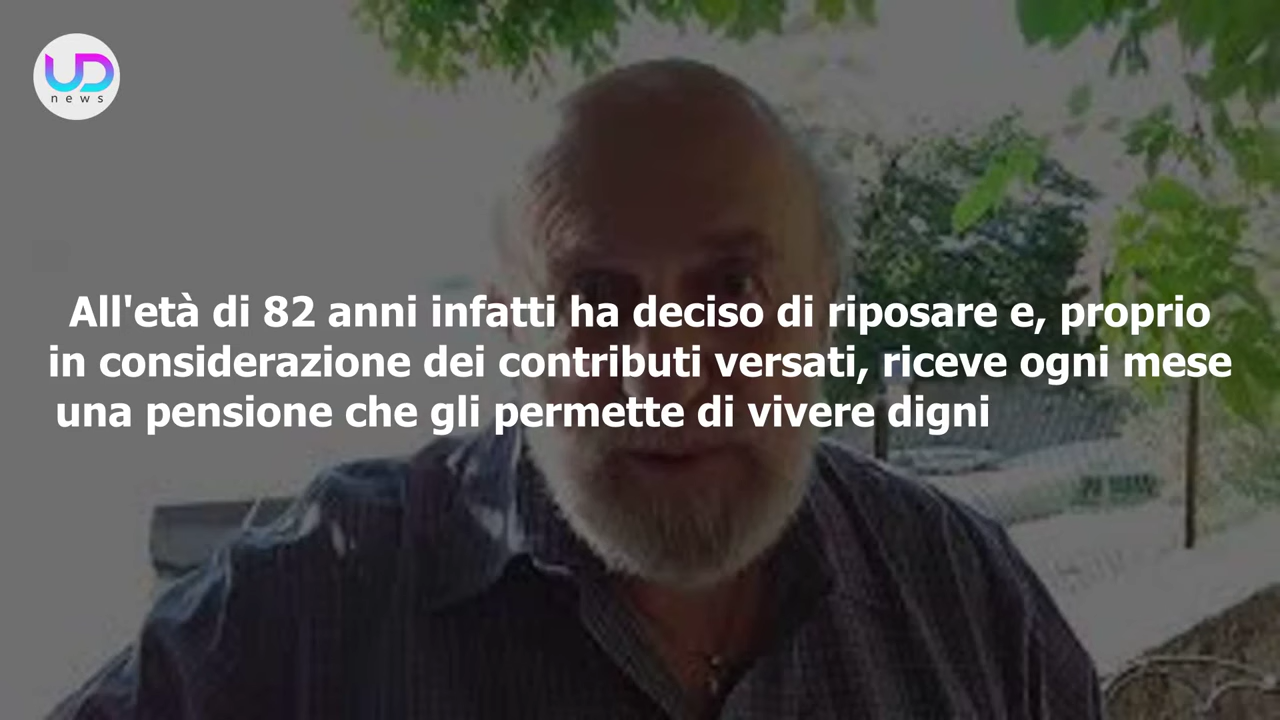 UD
news
All'età di 82 anni infatti ha deciso di riposare e, proprio
in considerazione dei contributi versati, riceve ogni mese
una pensione che gli permette di vivere digni